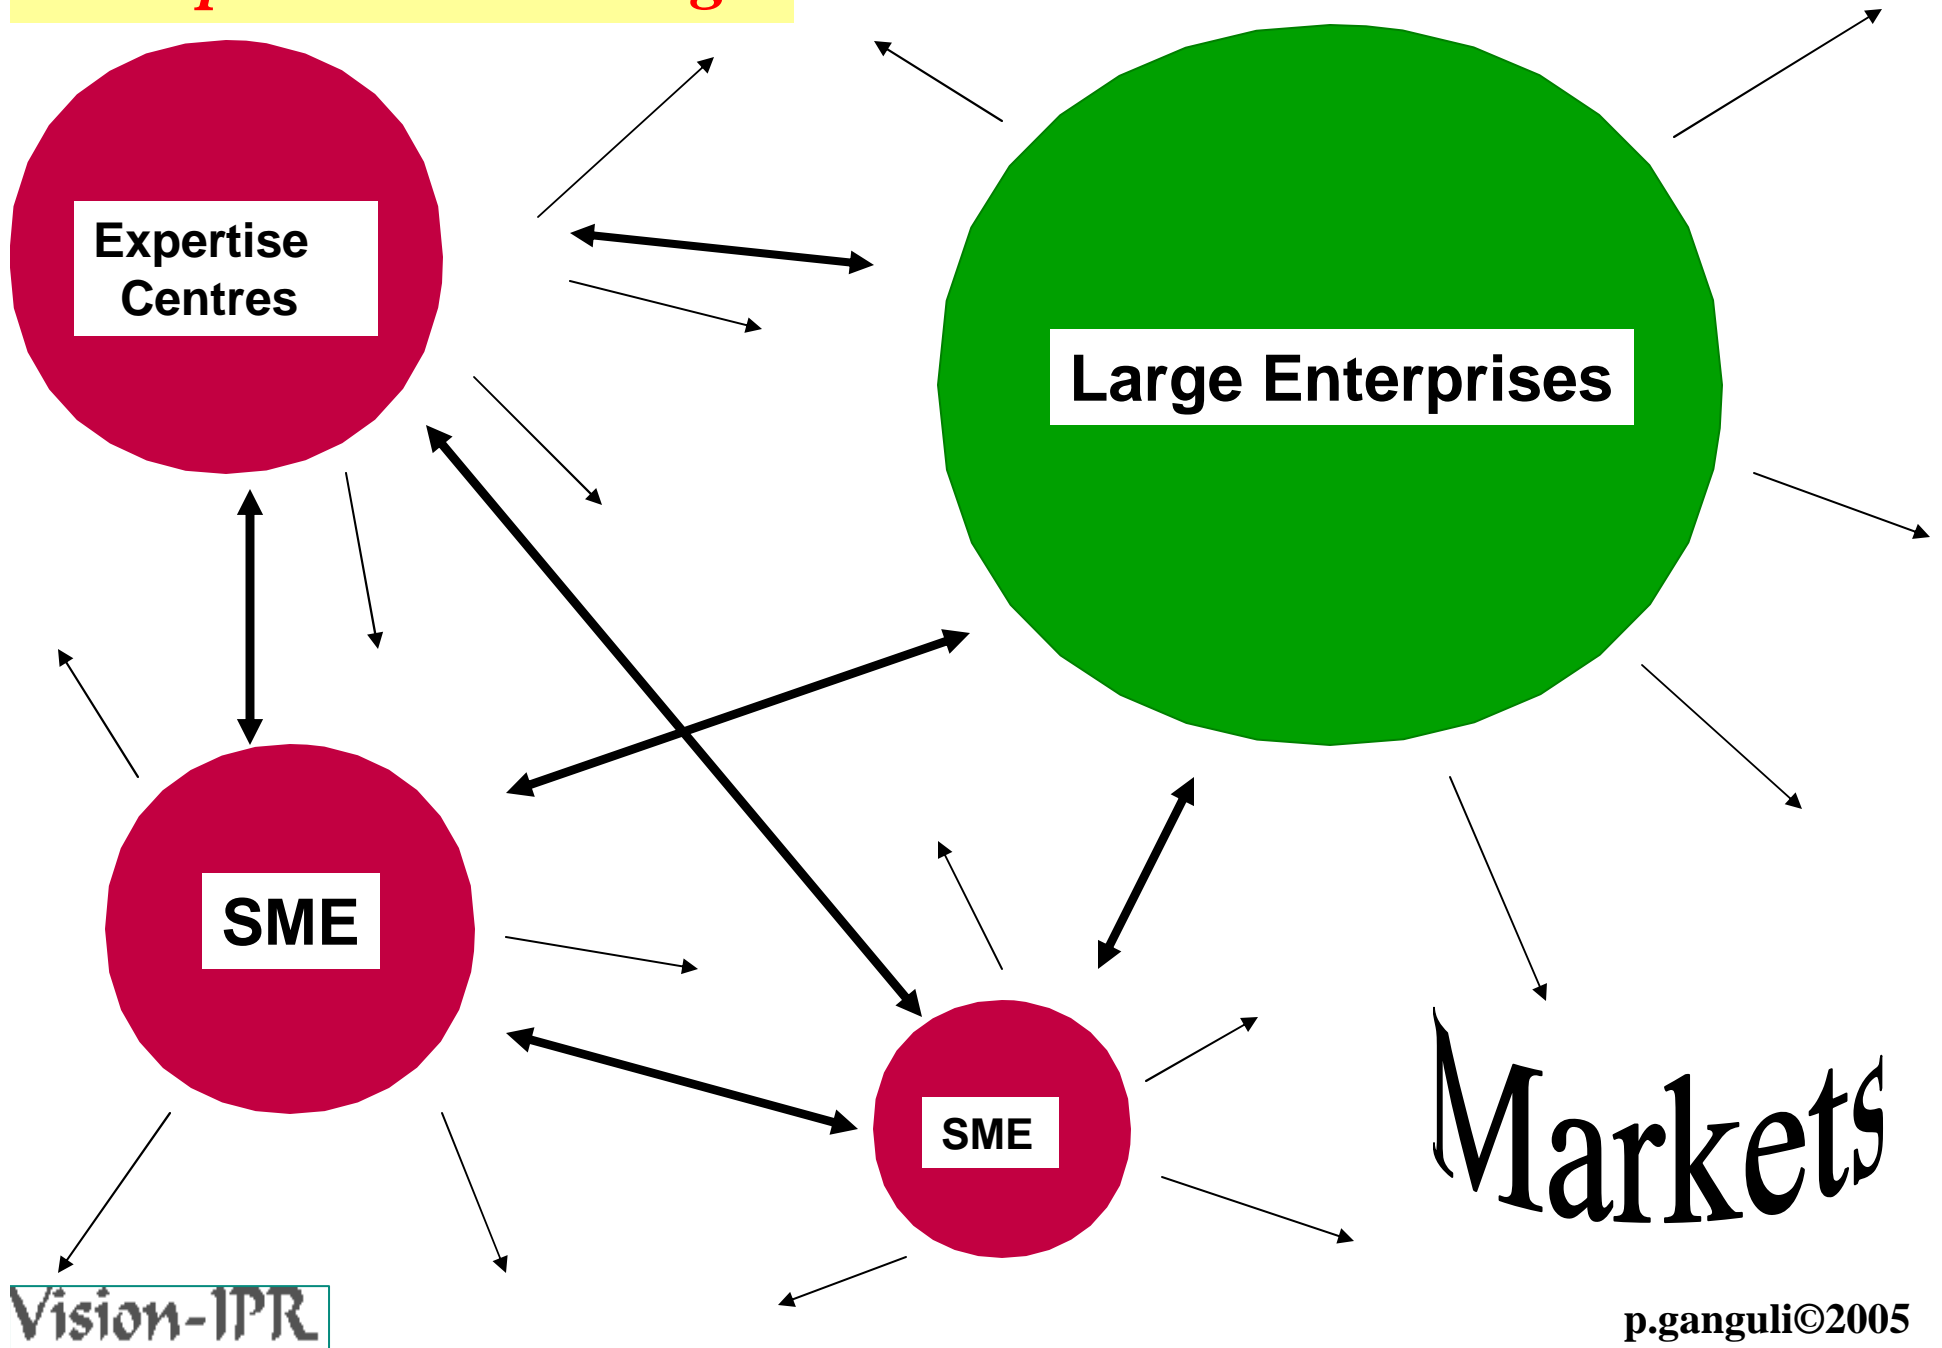 Expertise
Centres
Large Enterprises
SME
SME
Markets
Vision-IPR
p.ganguli©2005